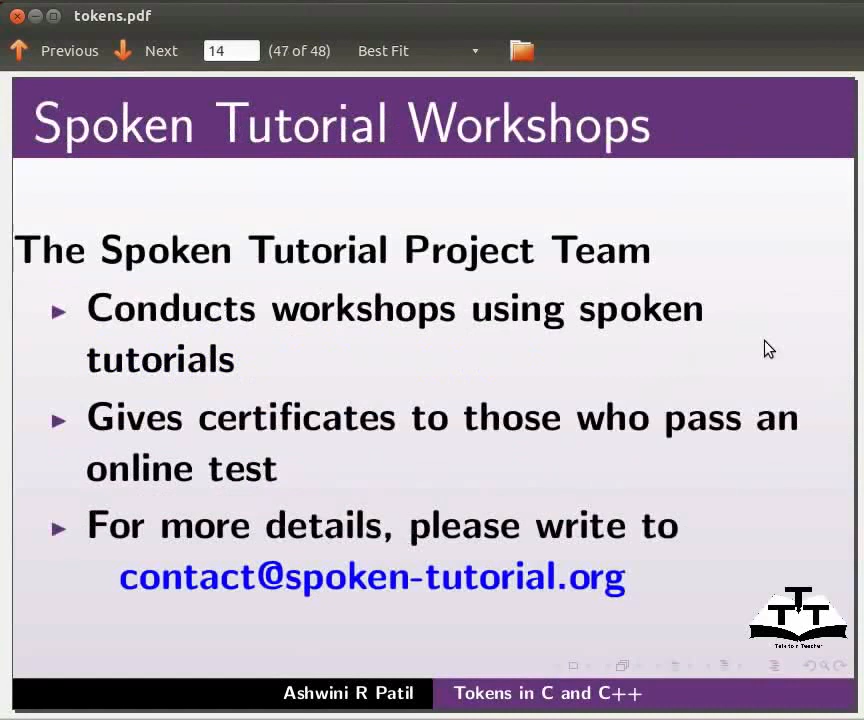 tokens.pdf
Previous Next 14 (47 of 48) Best Fit
Spoken Tutorial Workshops
The Spoken Tutorial Project Team
Conducts workshops using spoken
tutorials
Gives certificates to those who pass an
online test
For more details, please write to
contact@spoken-tutorial.org
TTT
Ashwini R Patil Tokens in C and C++